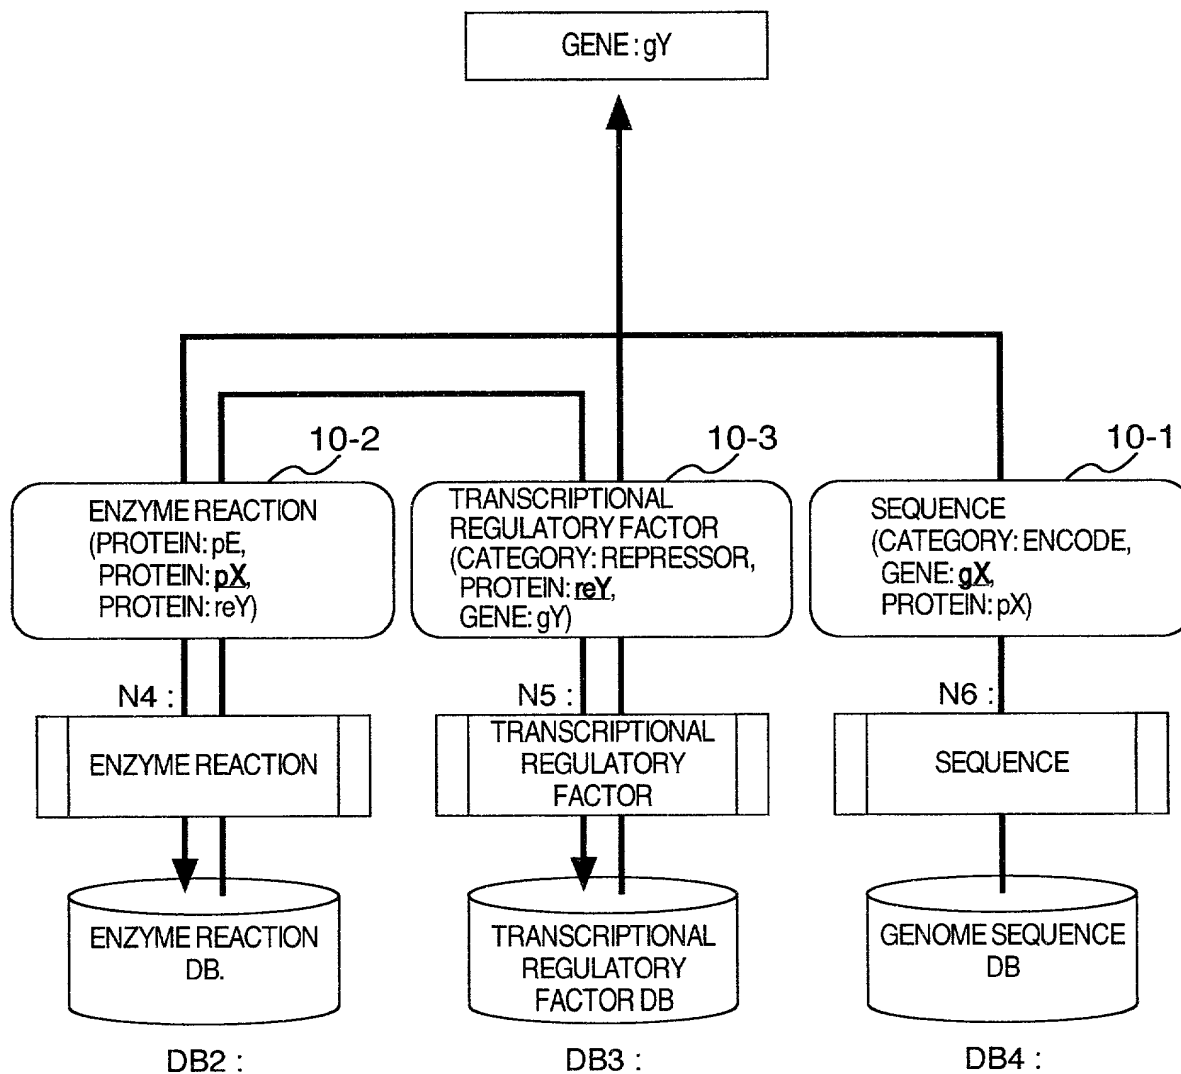 GENE: gY
10-2
10-3
10-1
ENZYME REACTION
(PROTEIN: pE,
PROTEIN: pX,
PROTEIN: reY)
TRANSCRIPTIONAL
REGULATORY FACTOR
(CATEGORY: REPRESSOR,
PROTEIN: reY,
GENE: gY)
SEQUENCE
(CATEGORY: ENCODE,
GENE: gX,
PROTEIN: pX)
N4 :
N5 :
N6 :
ENZYME REACTION
TRANSCRIPTIONAL
REGULATORY
FACTOR
SEQUENCE
ENZYME REACTION
DB.
TRANSCRIPTIONAL
REGULATORY
FACTOR DB
GENOME SEQUENCE
DB
DB2 :
DB3 :
DB4 :